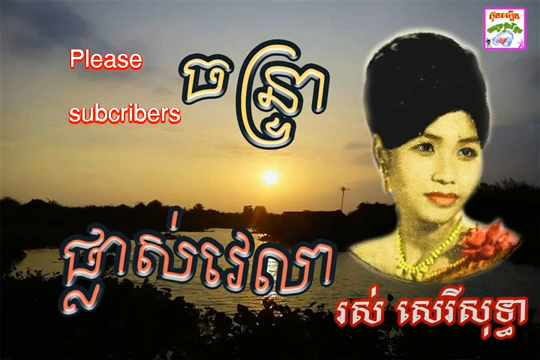 Please
subcribers
ចន្ទ្រា
ផ្លាស់វេលា
រស់ សេរីសុទ្ធា